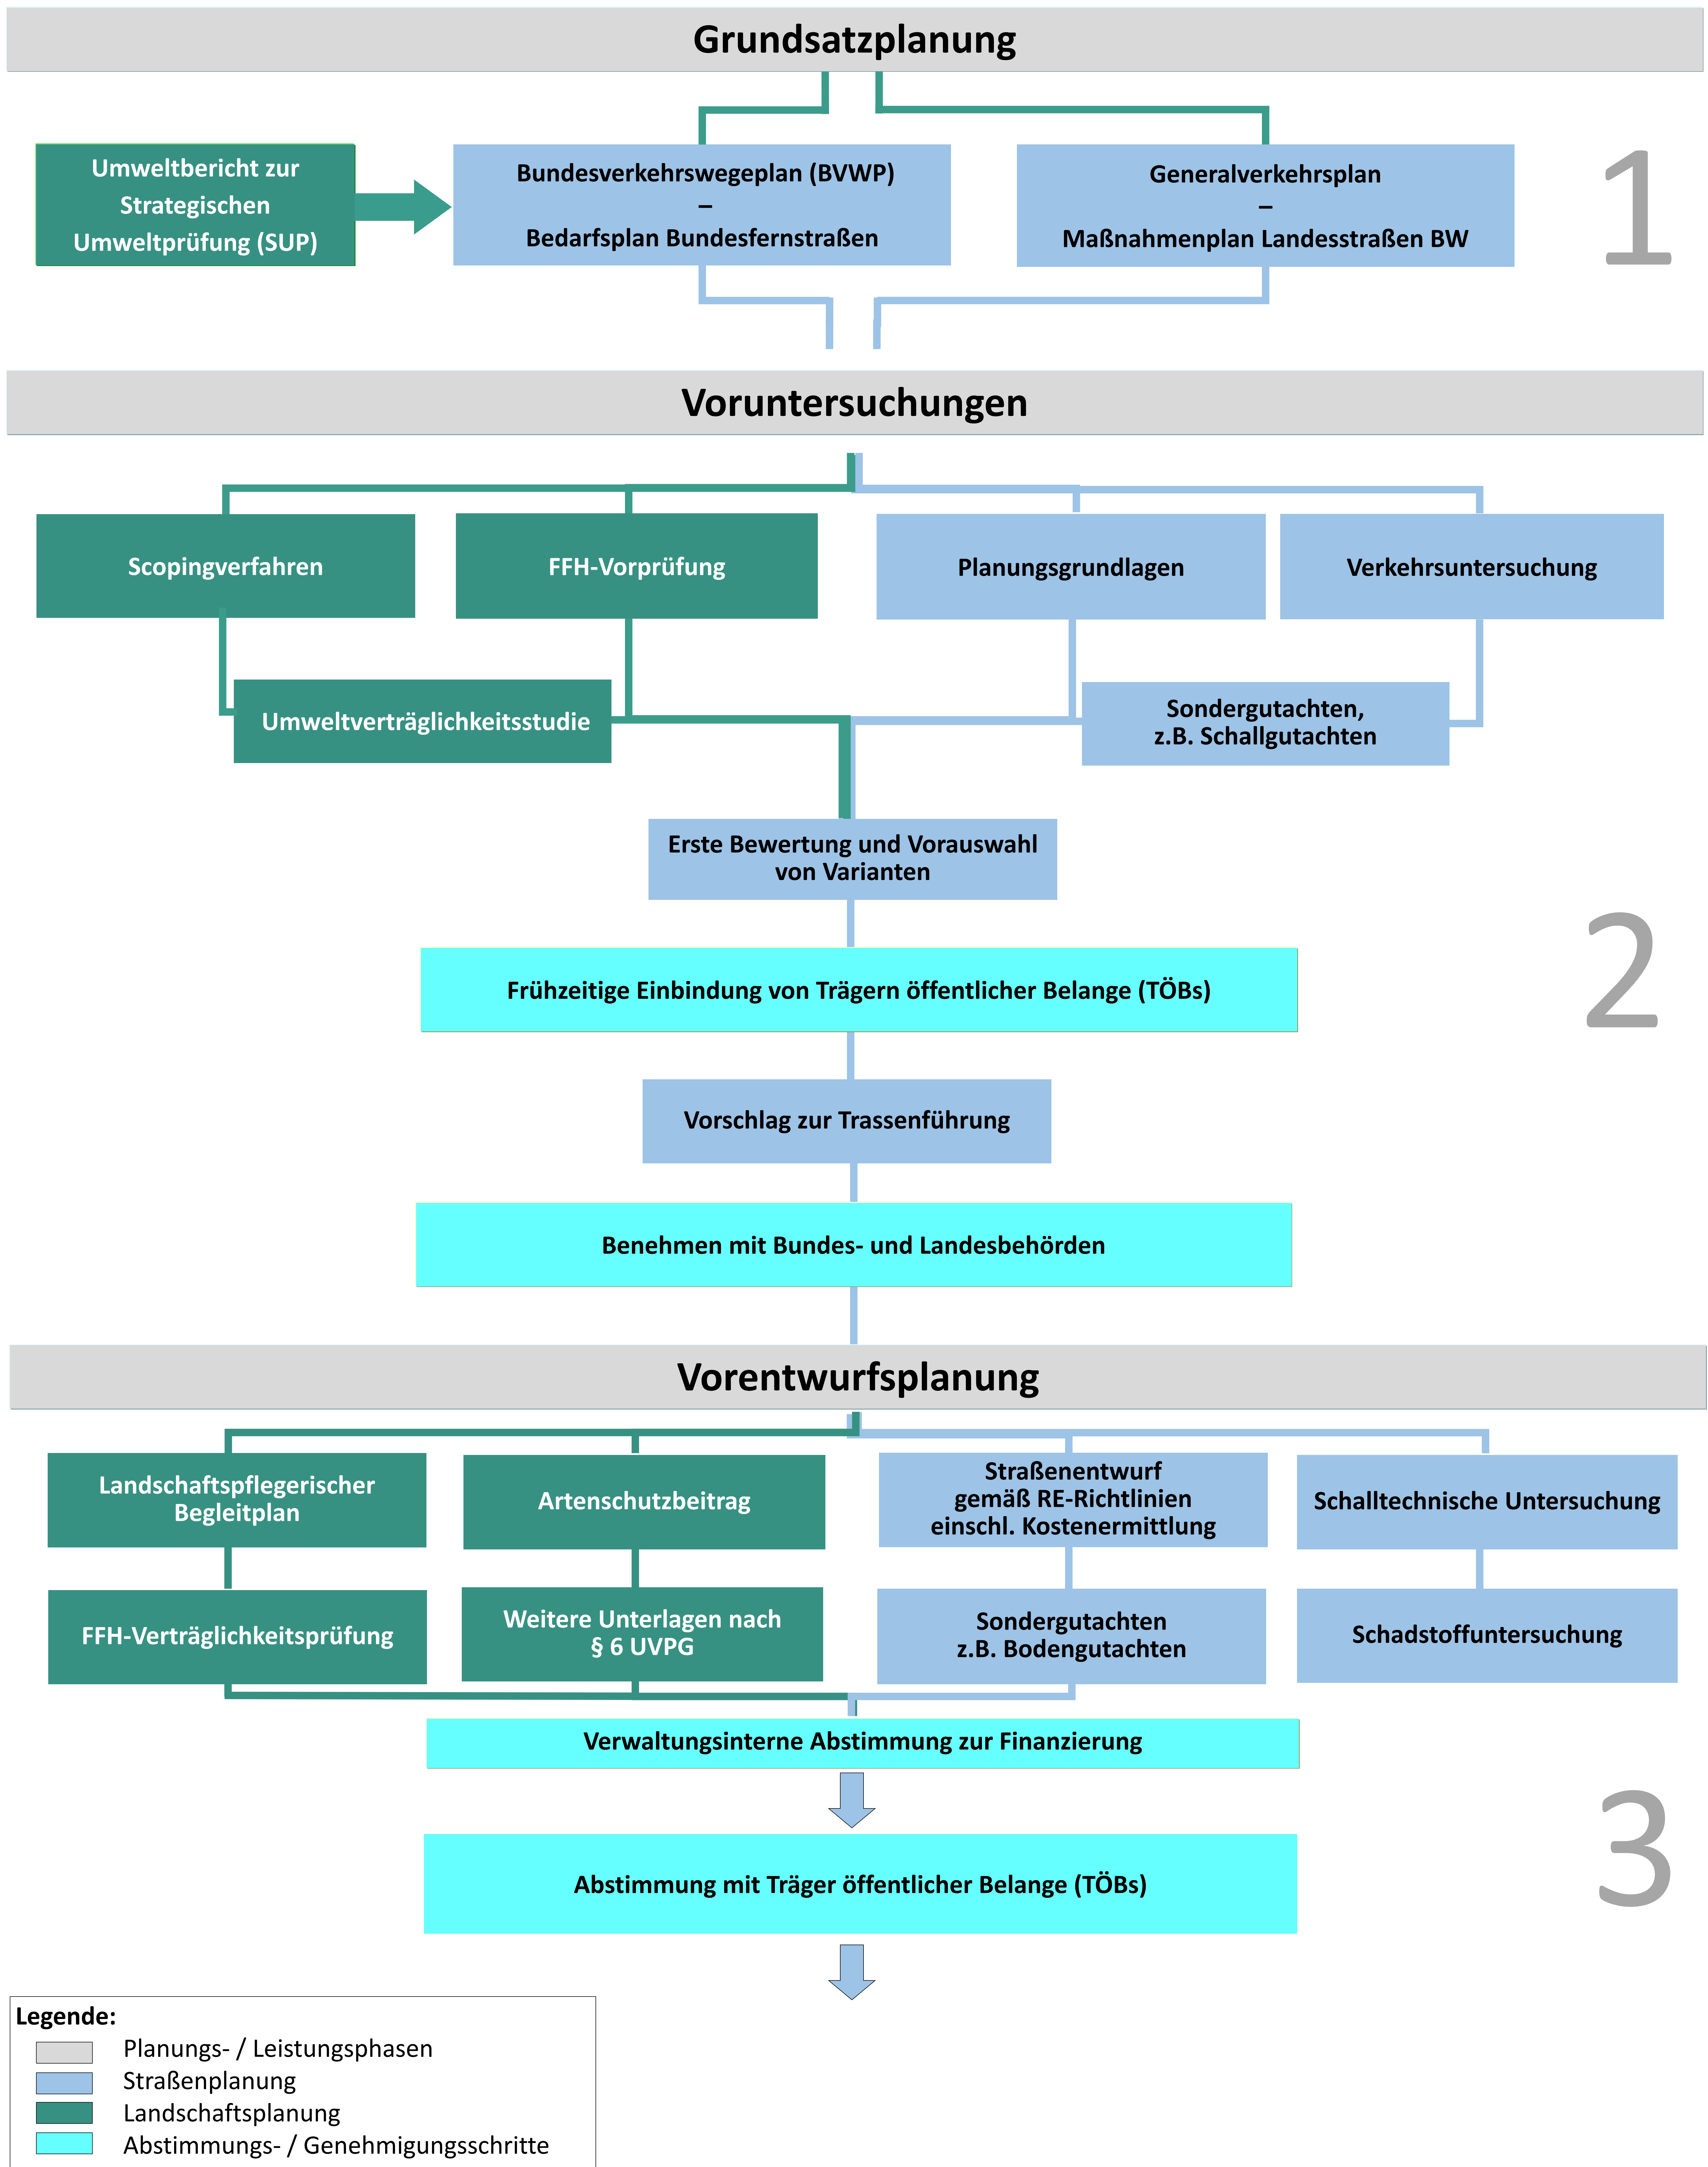 Grundsatzplanung
Umweltbericht zur
Strategischen
Umweltprüfung (SUP)
Bundesverkehrswegeplan (BVWP)
–
Bedarfsplan Bundesfernstraßen
Generalverkehrsplan
–
Maßnahmenplan Landesstraßen BW
1
Voruntersuchungen
Scopingverfahren
FFH-Vorprüfung
Planungsgrundlagen
Verkehrsuntersuchung
Umweltverträglichkeitsstudie
Sondergutachten,
z.B. Schallgutachten
Erste Bewertung und Vorauswahl
von Varianten
Frühzeitige Einbindung von Trägern öffentlicher Belange (TÖBs)
2
Vorschlag zur Trassenführung
Benehmen mit Bundes- und Landesbehörden
Vorentwurfsplanung
Landschaftspflegerischer
Begleitplan
Artenschutzbeitrag
Straßenentwurf
gemäß RE-Richtlinien
einschl. Kostenermittlung
Schalltechnische Untersuchung
FFH-Verträglichkeitsprüfung
Weitere Unterlagen nach
§ 6 UVPG
Sondergutachten
z.B. Bodengutachten
Schadstoffuntersuchung
Verwaltungsinterne Abstimmung zur Finanzierung
3
Abstimmung mit Träger öffentlicher Belange (TÖBs)
Legende:
Planungs- / Leistungsphasen
Straßenplanung
Landschaftsplanung
Abstimmungs- / Genehmigungsschritte